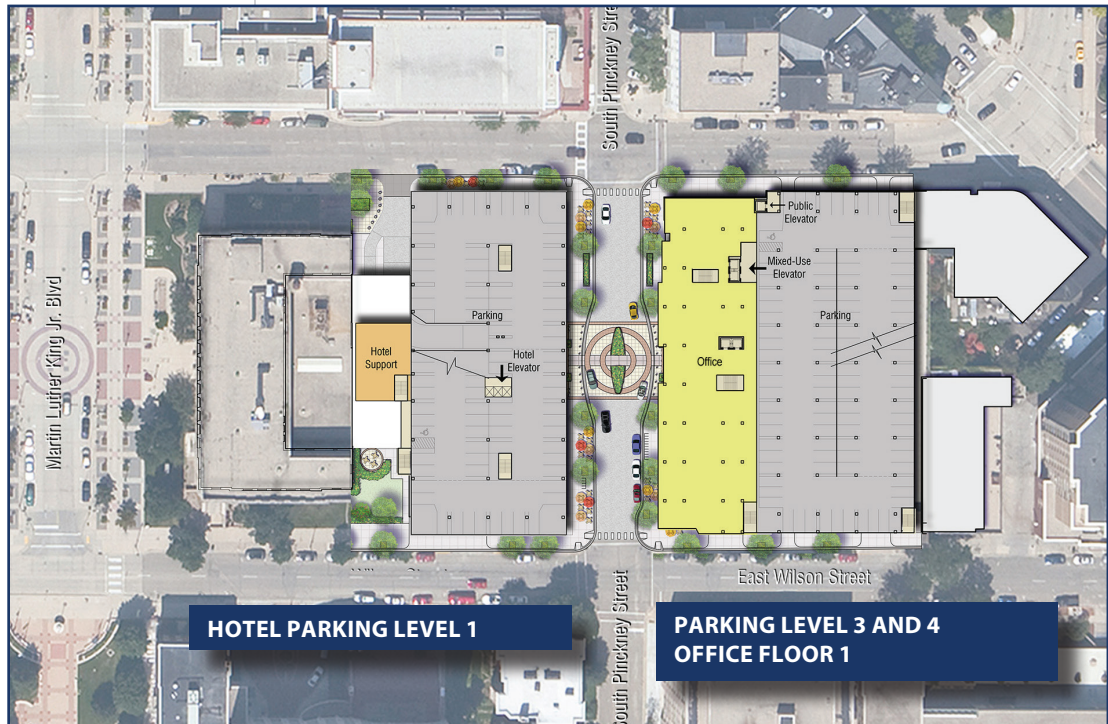 South Pinckney Street
Public
Elevator
Mixed-Use
Elevator
Parking
Parking
Hotel
Support
Hotel
Elevator
Office
Martin Luther King Jr. Blvd
East Wilson Street
South Pinckney Street
HOTEL PARKING LEVEL 1
PARKING LEVEL 3 AND 4
OFFICE FLOOR 1